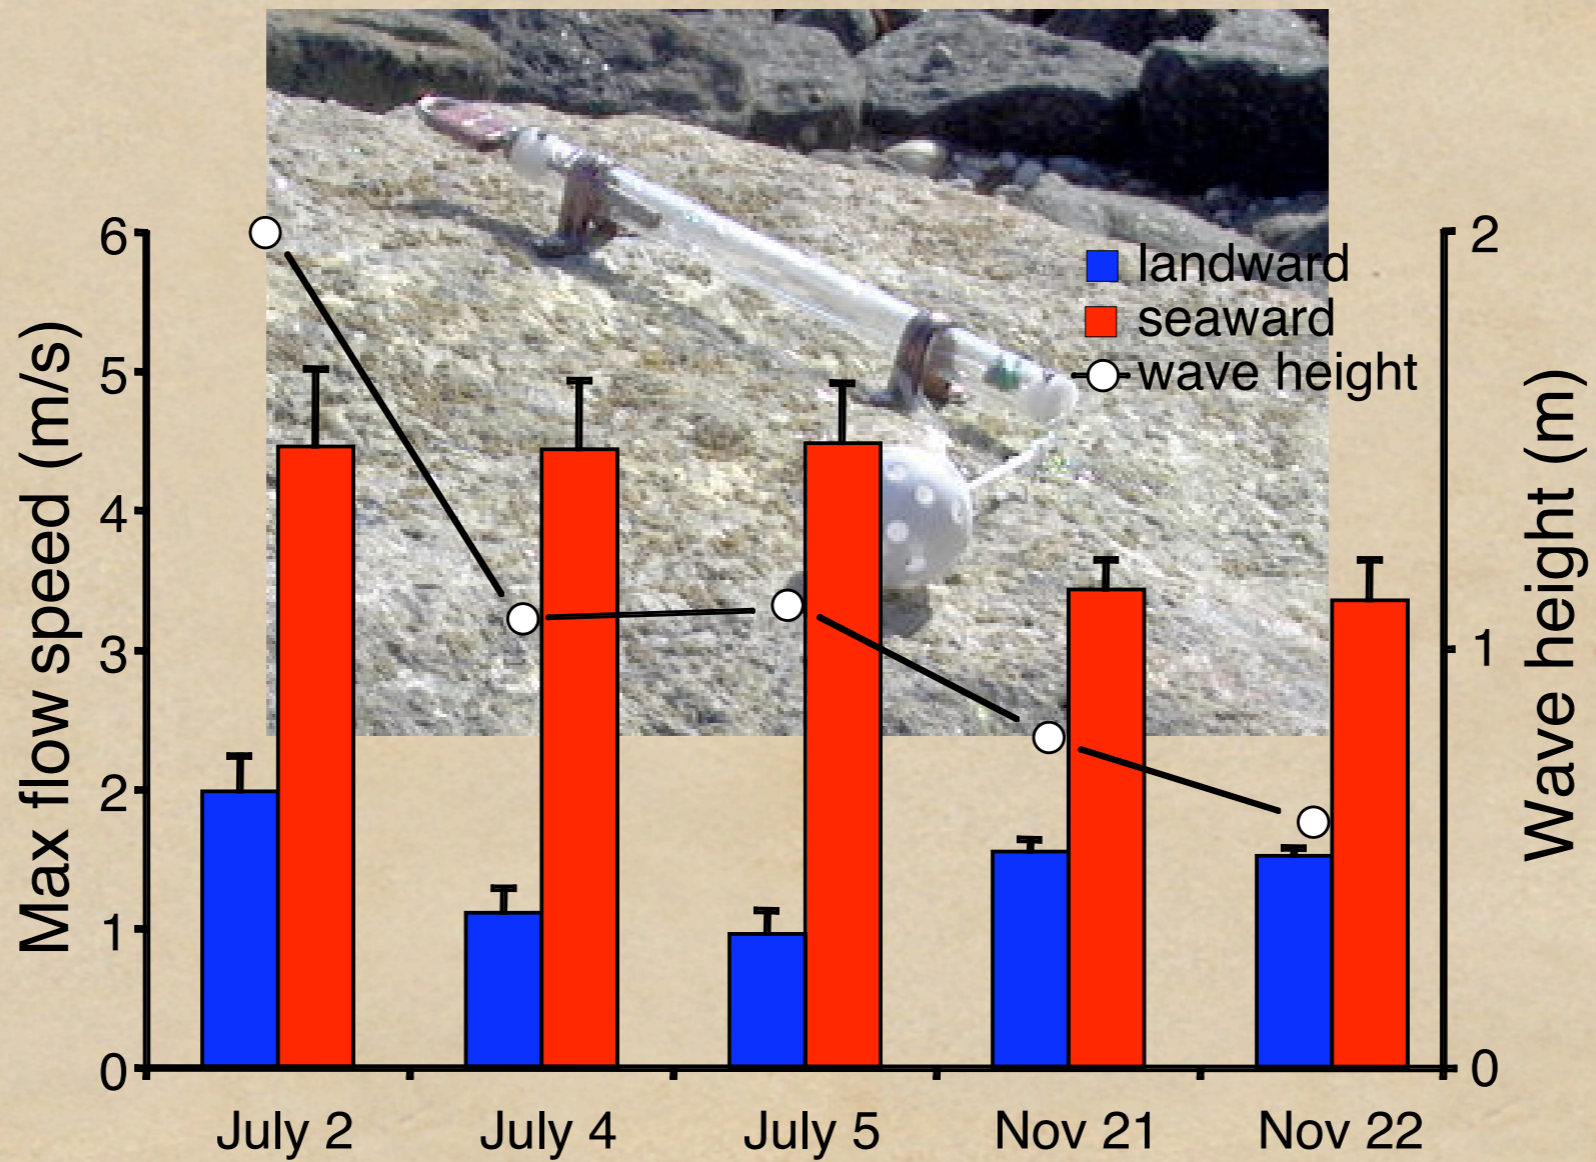 landward
seaward
wave height
Max flow speed (m/s)
6
5
4
3
2
1
0
Wave height (m)
2
1
0
July 2
July 4
July 5
Nov 21
Nov 22